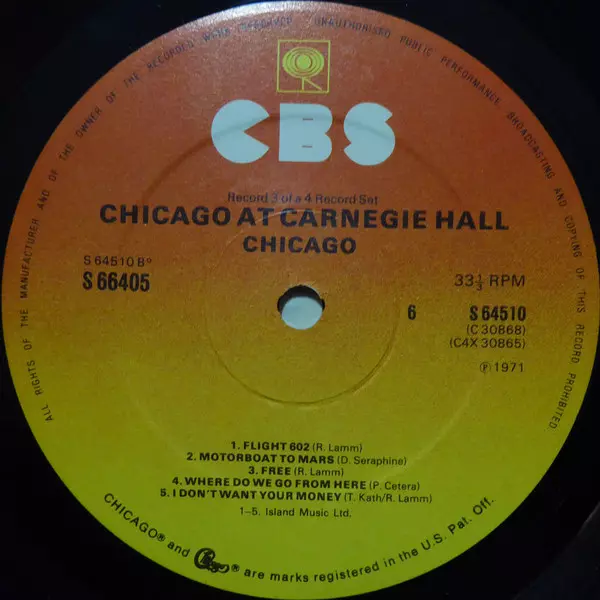 ALL RIGHTS OF THE MANUFACTURER AND OF THE OWNER OF THE RECORDED WORK RESERVED UNAUTHORISED PUBLIC PERFORMANCE, BROADCASTING AND COPYING OF THIS RECORD PROHIBITED
CBS
Record 3 of a 4 Record Set
CHICAGO AT CARNEGIE HALL
CHICAGO
S 64510 Bº
S 66405
33⅓ RPM
6
S 64510
(C 30868)
(C4X 30865)
Ⓟ 1971
1. FLIGHT 602 (R. Lamm)
2. MOTORBOAT TO MARS (D. Seraphine)
3. FREE (R. Lamm)
4. WHERE DO WE GO FROM HERE (P. Cetera)
5. I DON'T WANT YOUR MONEY (T. Kath/R. Lamm)
1–5. Island Music Ltd.
CHICAGO® and Chicago® are marks registered in the U.S. Pat. Off.